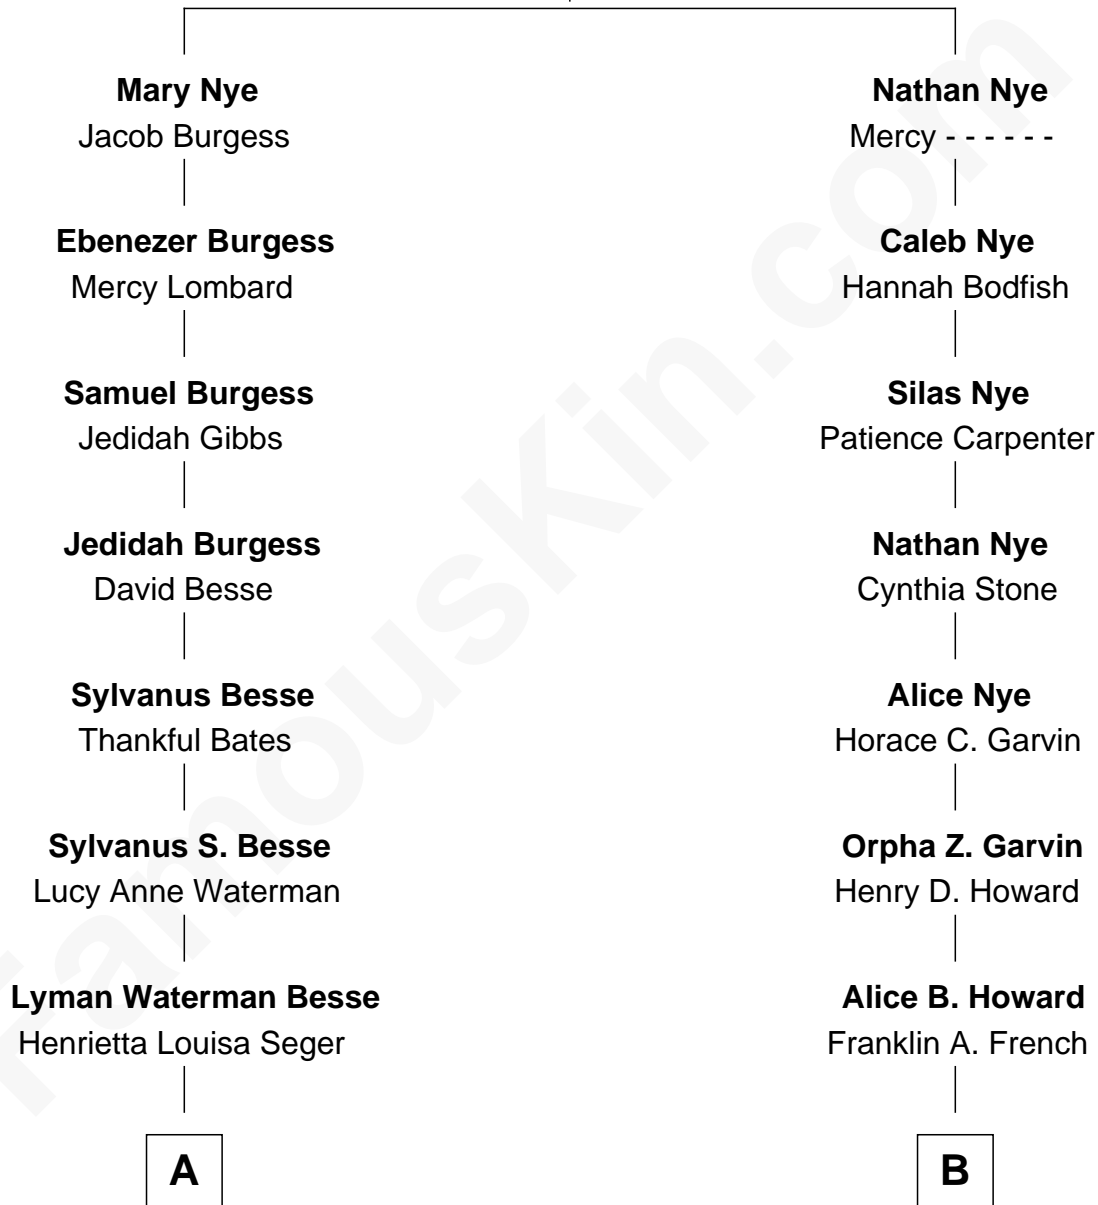 Mary Nye
Jacob Burgess
Ebenezer Burgess
Mercy Lombard
Samuel Burgess
Jedidah Gibbs
Jedidah Burgess
David Besse
Sylvanus Besse
Thankful Bates
Sylvanus S. Besse
Lucy Anne Waterman
Lyman Waterman Besse
Henrietta Louisa Seger
A
Nathan Nye
Mercy - - - - - -
Caleb Nye
Hannah Bodfish
Silas Nye
Patience Carpenter
Nathan Nye
Cynthia Stone
Alice Nye
Horace C. Garvin
Orpha Z. Garvin
Henry D. Howard
Alice B. Howard
Franklin A. French
B
FamousKin.com